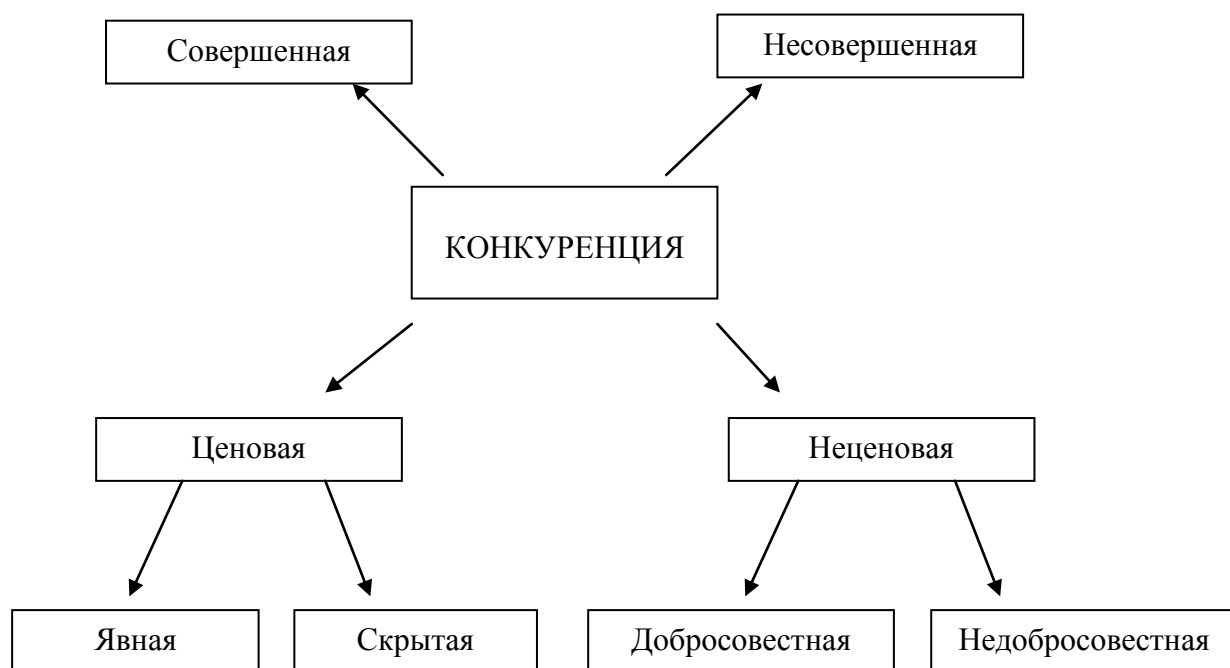 Совершенная
Несовершенная
КОНКУРЕНЦИЯ
Ценовая
Неценовая
Явная
Скрытая
Добросовестная
Недобросовестная